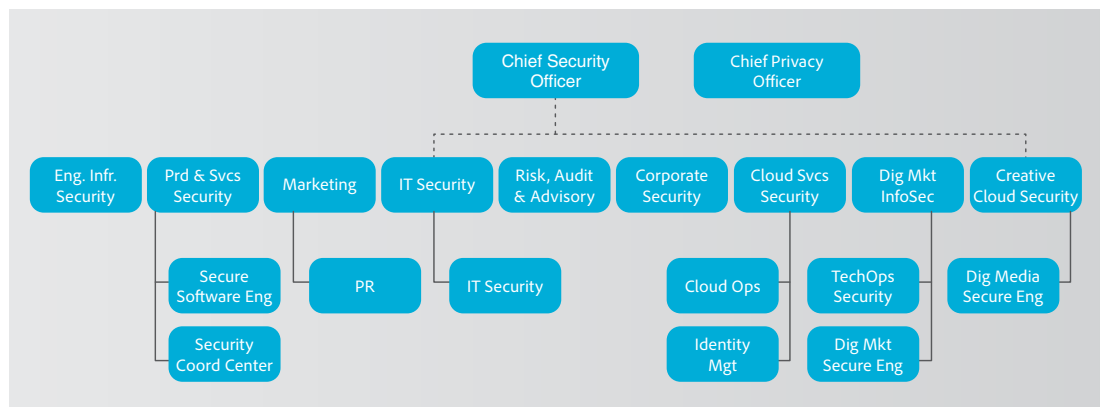 Chief Security
Officer
Chief Privacy
Officer
Eng. Infr.
Security
Prd & Svcs
Security
Marketing
IT Security
Risk, Audit
& Advisory
Corporate
Security
Cloud Svcs
Security
Dig Mkt
InfoSec
Creative
Cloud Security
Secure
Software Eng
PR
IT Security
Cloud Ops
TechOps
Security
Dig Media
Secure Eng
Security
Coord Center
Identity
Mgt
Dig Mkt
Secure Eng